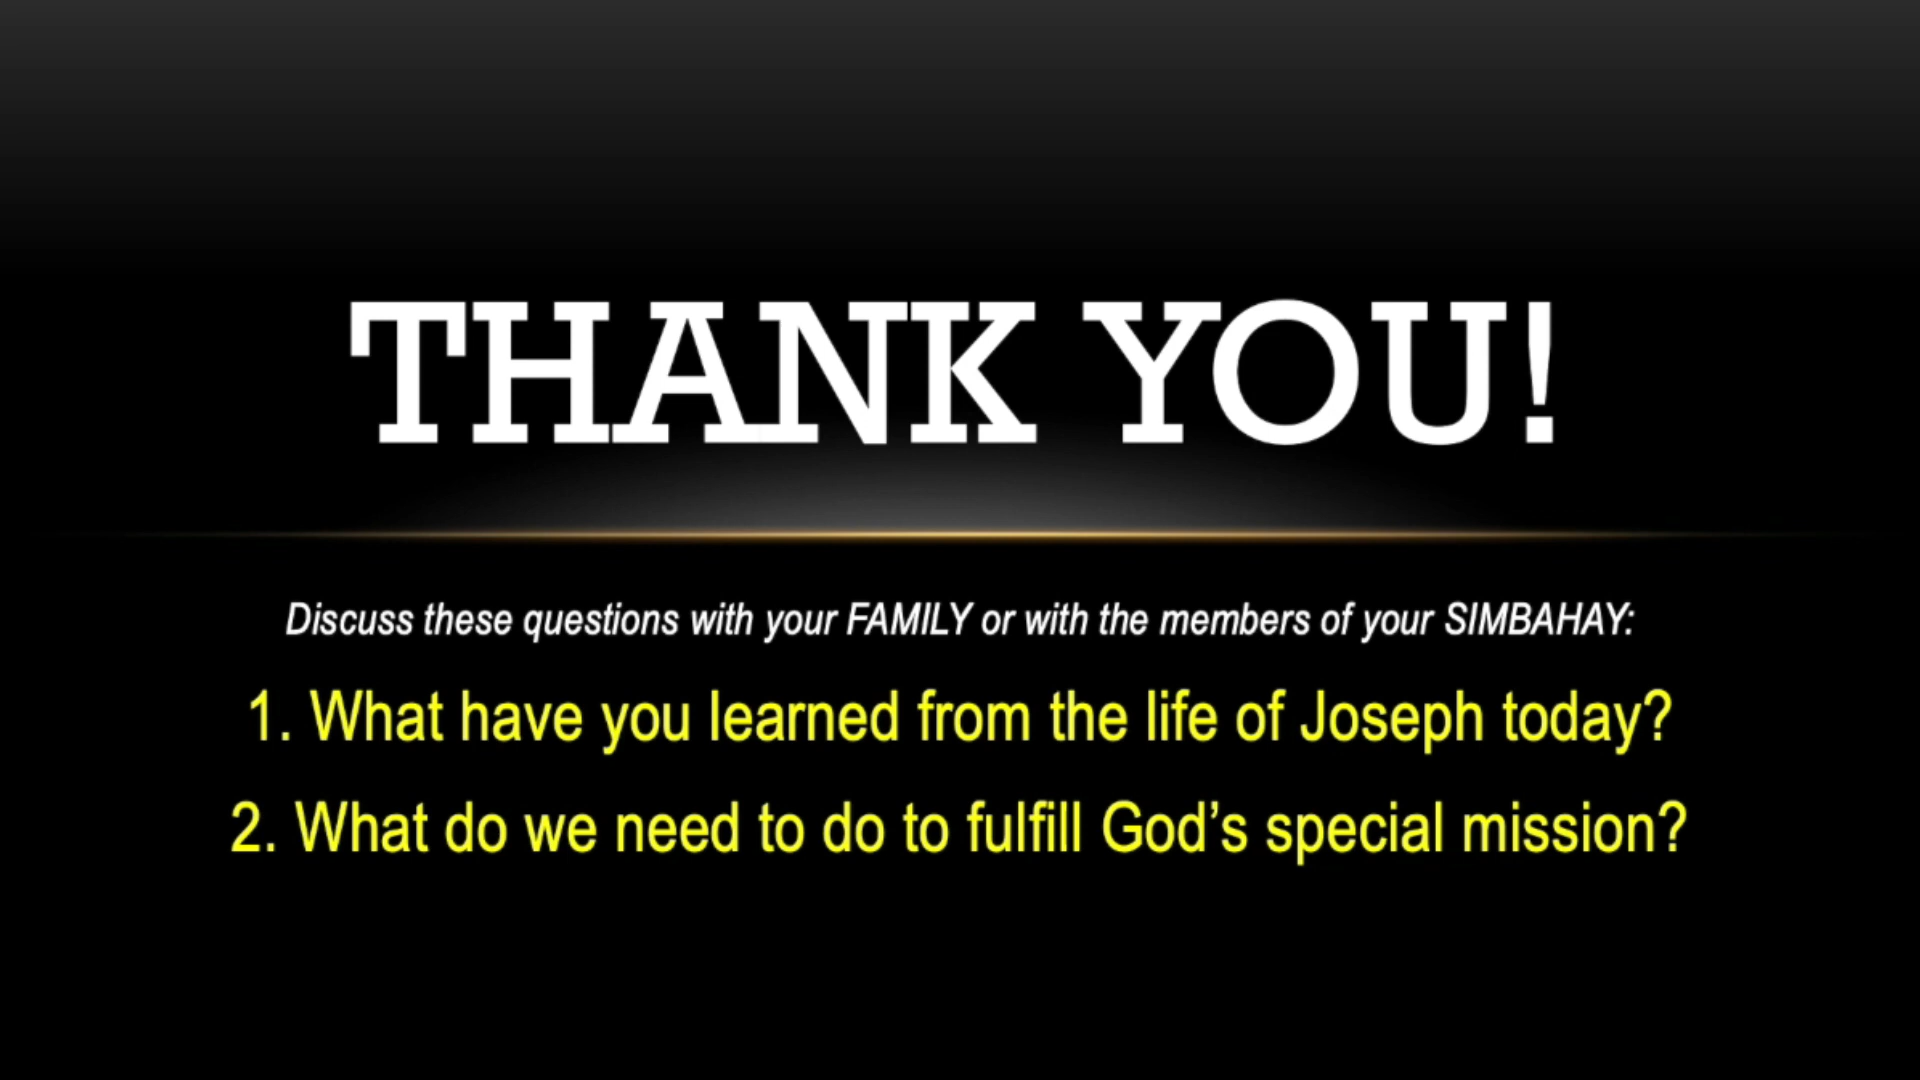 THANK YOU!
Discuss these questions with your FAMILY or with the members of your SIMBAHAY:
1. What have you learned from the life of Joseph today?
2. What do we need to do to fulfill God’s special mission?